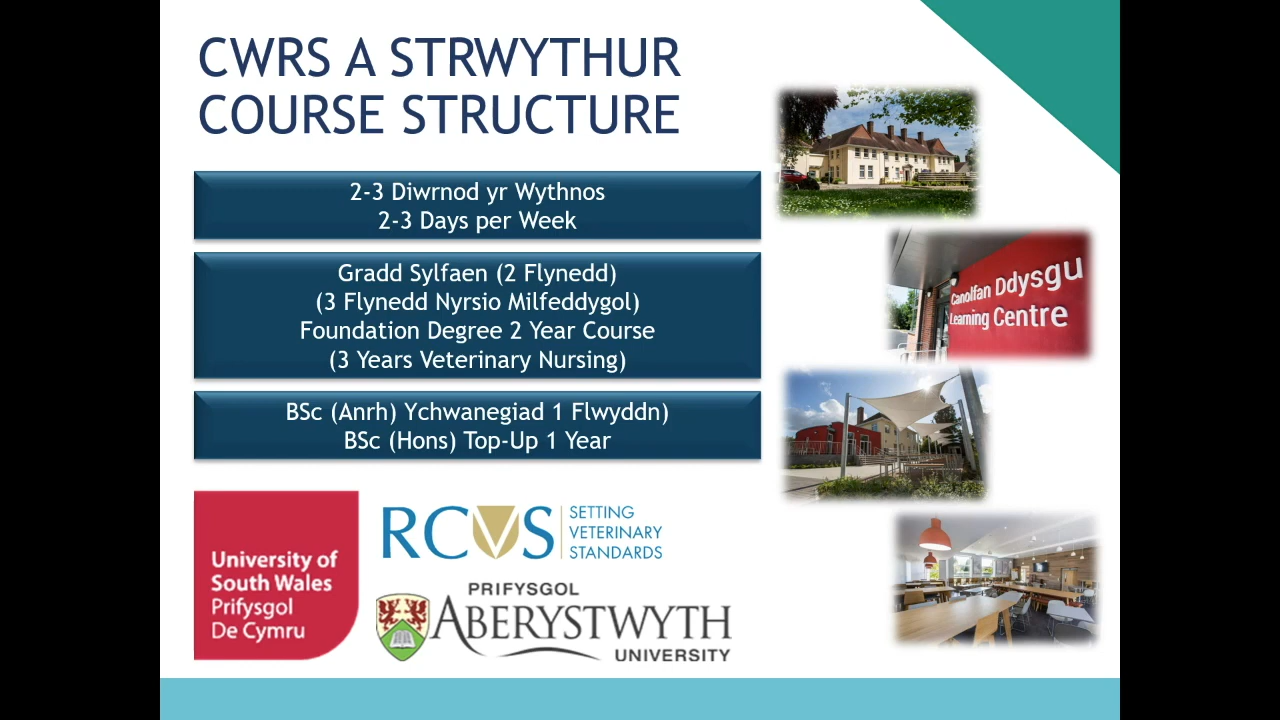 CWRS A STRWYTHUR
COURSE STRUCTURE
2-3 Diwrnod yr Wythnos
2-3 Days per Week
Gradd Sylfaen (2 Flynedd)
(3 Flynedd Nyrsio Milfeddygol)
Foundation Degree 2 Year Course
(3 Years Veterinary Nursing)
BSc (Anrh) Ychwanegiad 1 Flwyddn)
BSc (Hons) Top-Up 1 Year
Canolfan Ddysgu
Learning Centre
University of
South Wales
Prifysgol
De Cymru
RCVS
SETTING
VETERINARY
STANDARDS
PRIFYSGOL
ABERYSTWYTH
UNIVERSITY